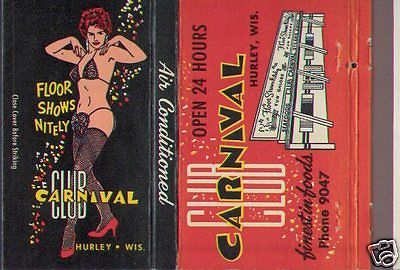 FLOOR
SHOWS
NITELY
Close Cover Before Striking
CLUB
CARNIVAL
HURLEY • WIS.
Air Conditioned
OPEN 24 HOURS
CLUB
CARNIVAL
HURLEY, WIS.
finest in foods
Phone 9047